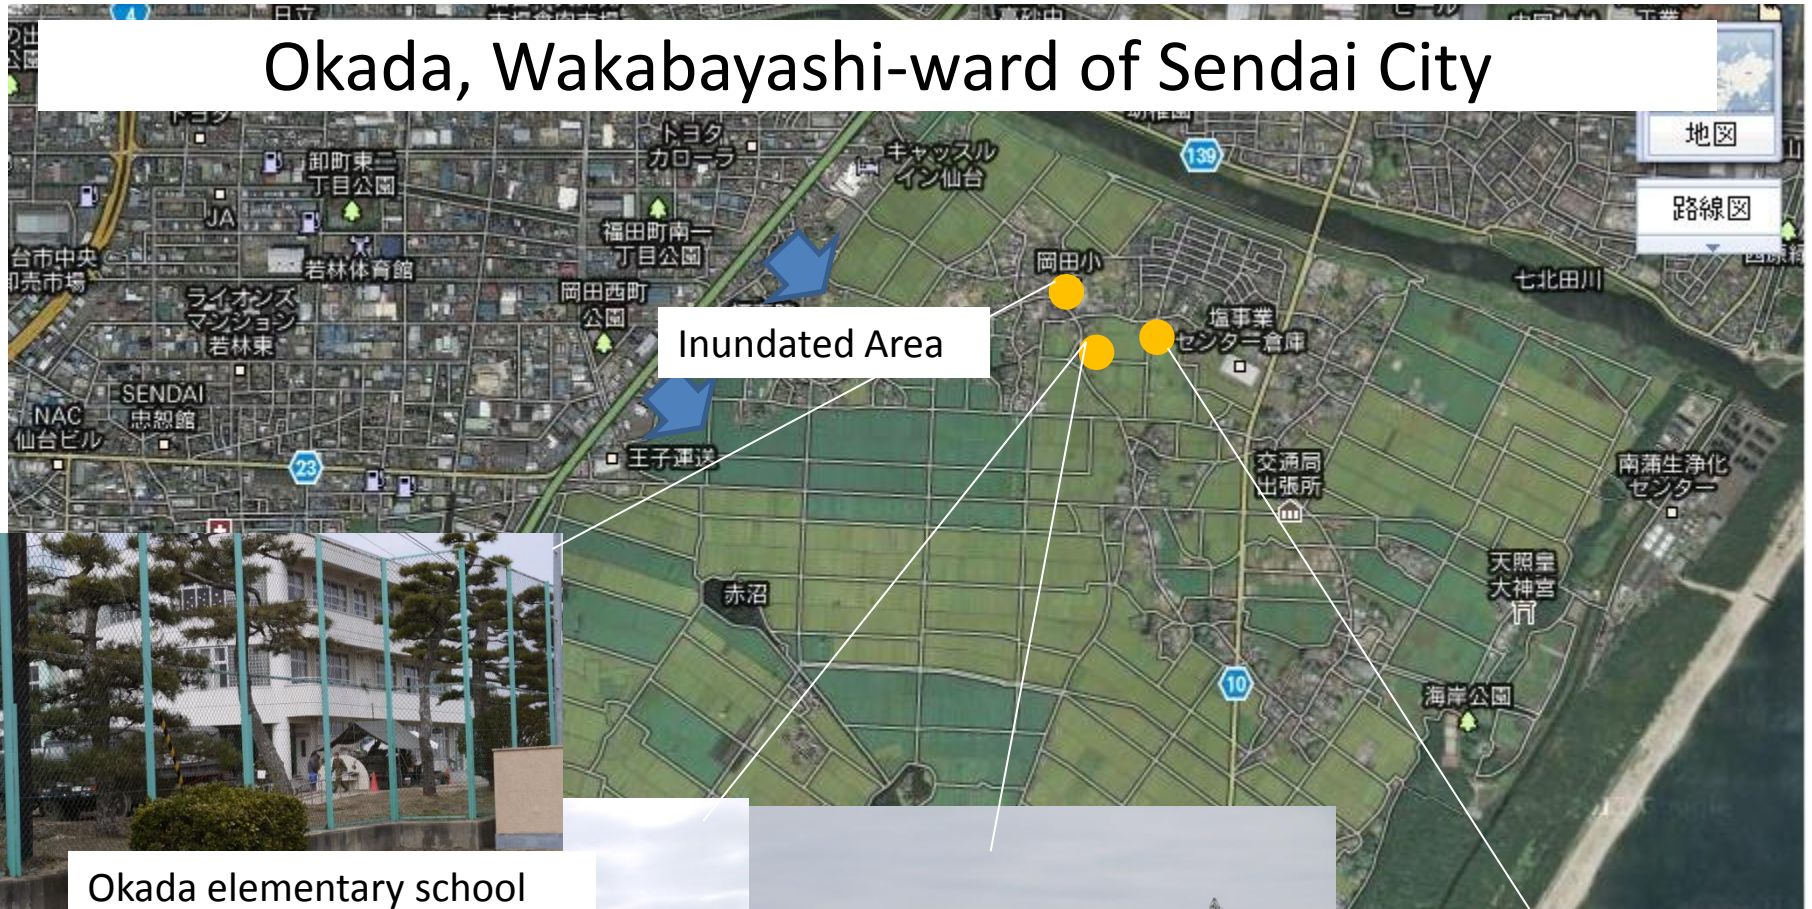 4
日立
Okada, Wakabayashi-ward of Sendai City
地図
路線図
トヨタ
カローラ
キャッスル
イン仙台
139
卸町東二
丁目公園
JA
福田町南一
丁目公園
若林体育館
台市中央
卸売市場
岡田小
七北田川
岡田西町
公園
ライオンズ
マンション
若林東
塩事業
センター倉庫
Inundated Area
SENDAI
忠恕館
NAC
仙台ビル
23
王子運送
交通局
出張所
南蒲生浄化
センター
天照皇
大神宮
赤沼
10
海岸公園
Okada elementary school